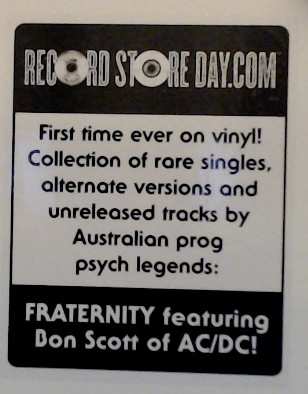 RECORD STORE DAY.COM
First time ever on vinyl!
Collection of rare singles,
alternate versions and
unreleased tracks by
Australian prog
psych legends:
FRATERNITY featuring
Bon Scott of AC/DC!